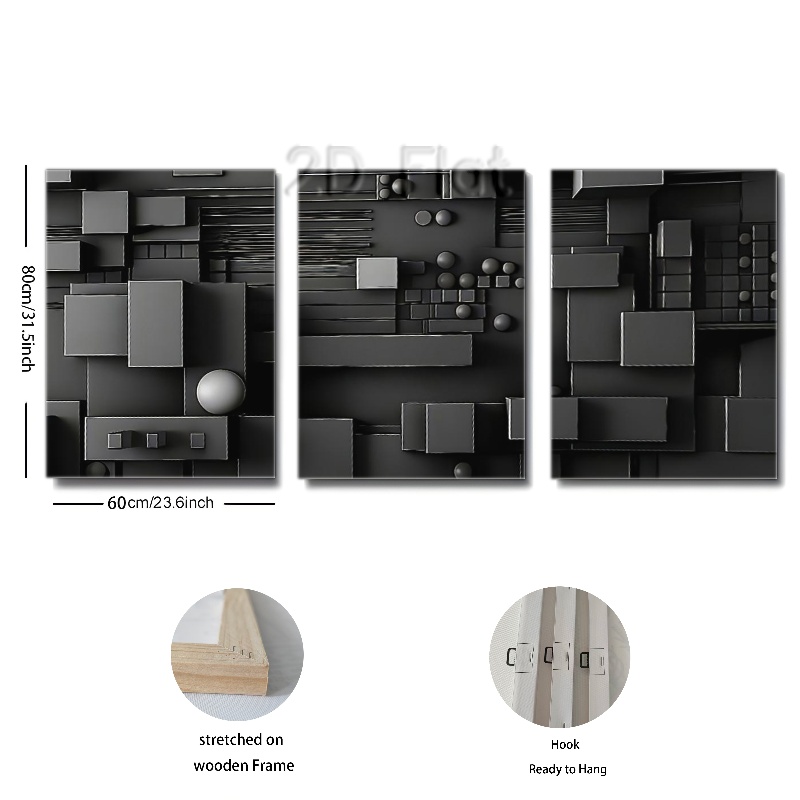 2D Flat
80cm/31.5inch
60cm/23.6inch
stretched on
wooden Frame
Hook
Ready to Hang